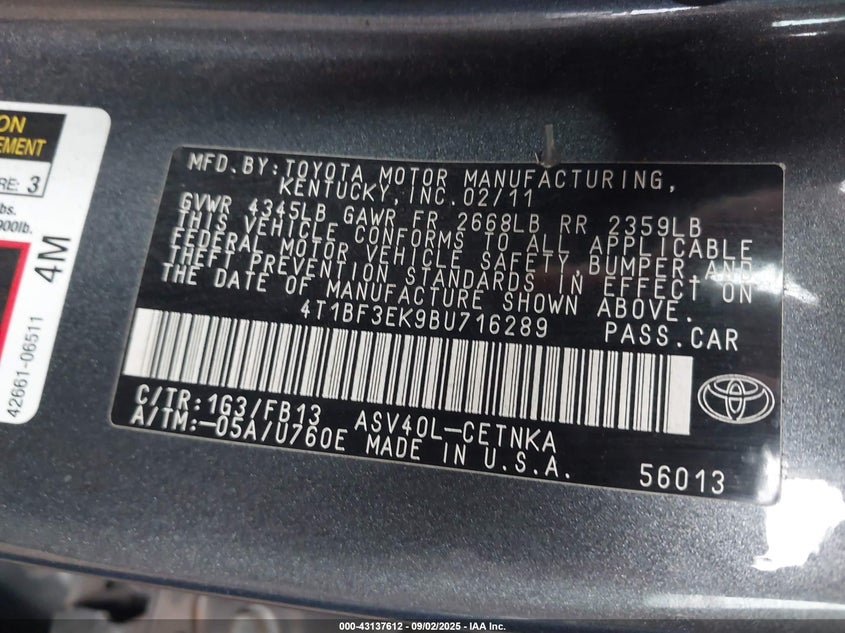 ON
EMENT
RE: 3
lbs.
900lb.
4M
42661-06511
MFD.BY:TOYOTA MOTOR MANUFACTURING,
KENTUCKY,INC.02/11
GVWR 4345LB GAWR FR 2668LB RR 2359LB
THIS VEHICLE CONFORMS TO ALL APPLICABLE
FEDERAL MOTOR VEHICLE SAFETY,BUMPER,AND
THEFT PREVENTION STANDARDS IN EFFECT ON
THE DATE OF MANUFACTURE SHOWN ABOVE.
4T1BF3EK9BU716289 PASS.CAR
C/TR:1G3/FB13 ASV40L-CETNKA
A/TM:-05A/U760E MADE IN U.S.A.
56013
000-43137612 - 09/02/2025 - IAA Inc.